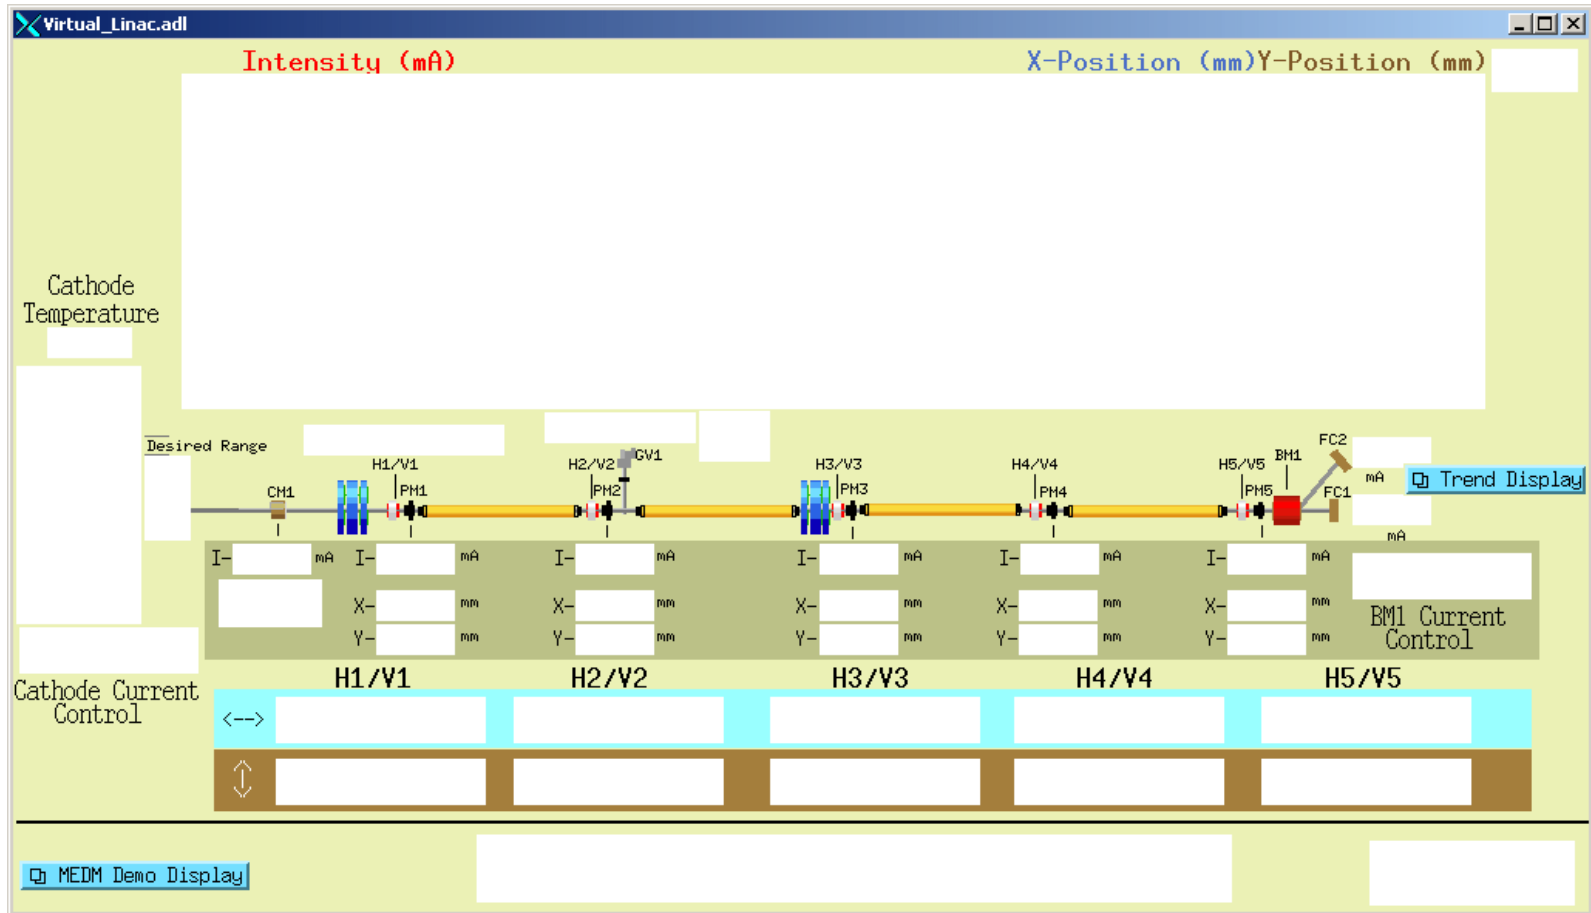 Virtual_Linac.adl
Intensity (mA)
X-Position (mm)
Y-Position (mm)
Cathode
Temperature
Desired Range
H1/V1
H2/V2
GV1
H3/V3
H4/V4
H5/V5
BM1
FC2
mA
Trend Display
CM1
PM1
PM2
PM3
PM4
PM5
FC1
mA
I- mA
I- mA
I- mA
I- mA
I- mA
I- mA
X- mm
X- mm
X- mm
X- mm
X- mm
Y- mm
Y- mm
Y- mm
Y- mm
Y- mm
BM1 Current
Control
H1/V1
H2/V2
H3/V3
H4/V4
H5/V5
Cathode Current
Control
<-->
MEDM Demo Display